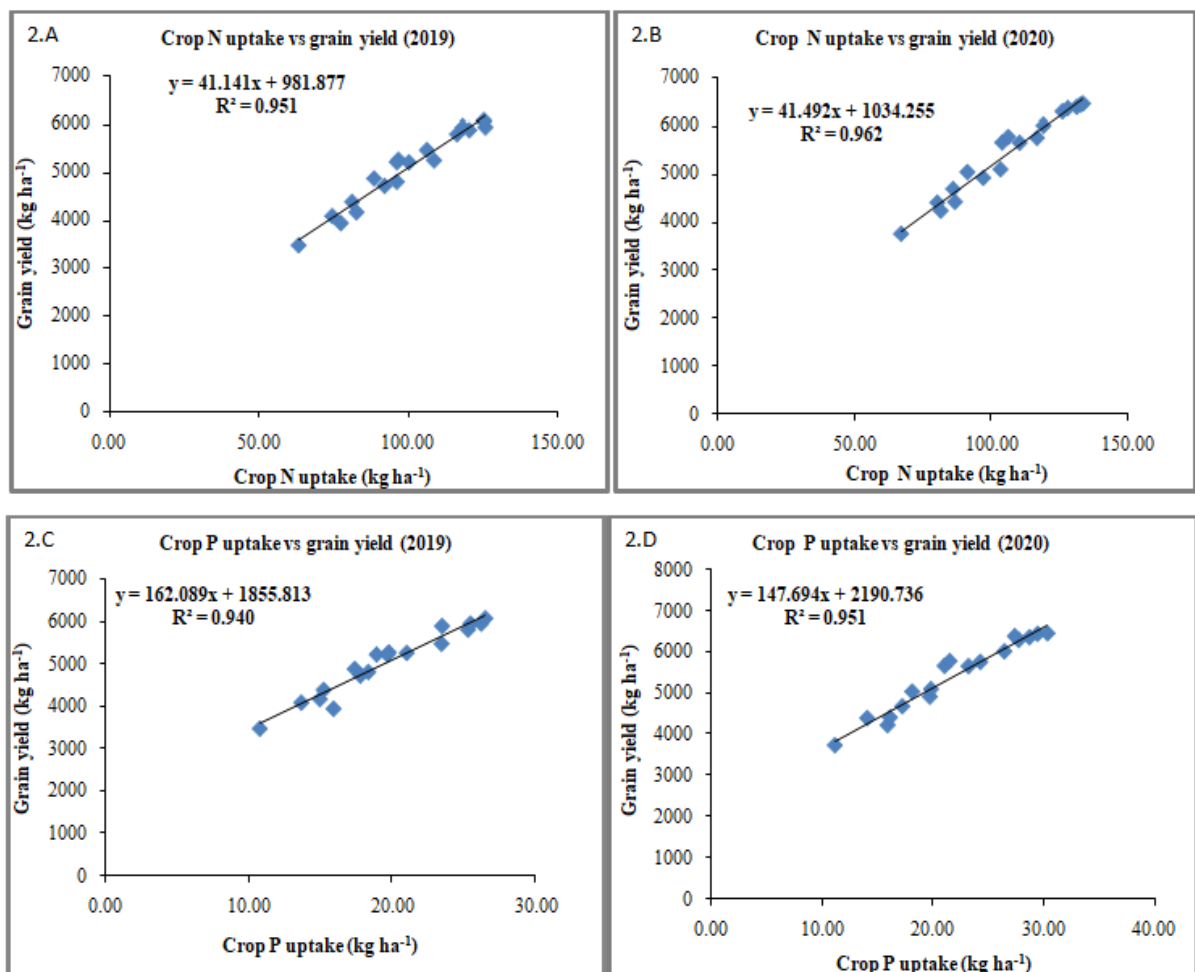 2.A
Crop N uptake vs grain yield (2019)
y = 41.141x + 981.877
R² = 0.951
Grain yield (kg ha⁻¹)
7000
6000
5000
4000
3000
2000
1000
0
0.00 50.00 100.00 150.00
Crop N uptake (kg ha⁻¹)
2.B
Crop N uptake vs grain yield (2020)
y = 41.492x + 1034.255
R² = 0.962
Grain yield (kg ha⁻¹)
7000
6000
5000
4000
3000
2000
1000
0
0.00 50.00 100.00 150.00
Crop N uptake (kg ha⁻¹)
2.C
Crop P uptake vs grain yield (2019)
y = 162.089x + 1855.813
R² = 0.940
Grain yield (kg ha⁻¹)
7000
6000
5000
4000
3000
2000
1000
0
0.00 10.00 20.00 30.00
Crop P uptake (kg ha⁻¹)
2.D
Crop P uptake vs grain yield (2020)
y = 147.694x + 2190.736
R² = 0.951
Grain yield (kg ha⁻¹)
8000
7000
6000
5000
4000
3000
2000
1000
0
0.00 10.00 20.00 30.00 40.00
Crop P uptake (kg ha⁻¹)